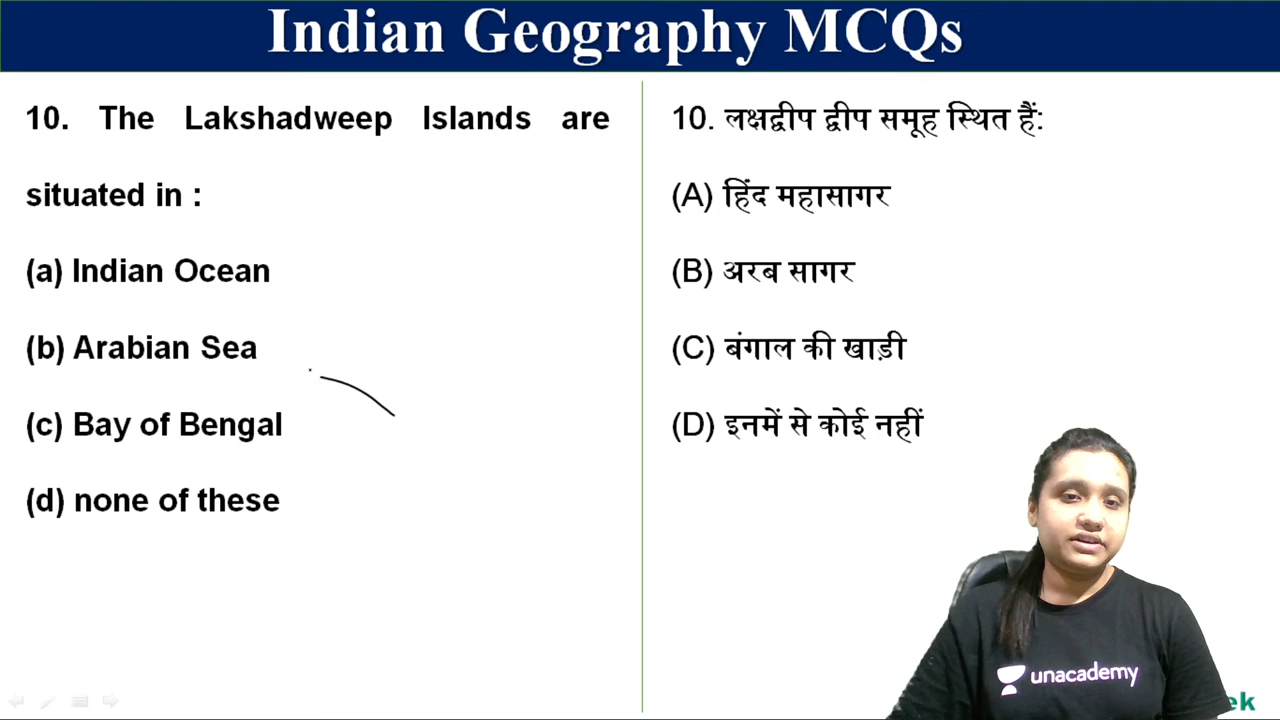 Indian Geography MCQs
10. The Lakshadweep Islands are
situated in :
(a) Indian Ocean
(b) Arabian Sea
(c) Bay of Bengal
(d) none of these
10. लक्षद्वीप द्वीप समूह स्थित हैं:
(A) हिंद महासागर
(B) अरब सागर
(C) बंगाल की खाड़ी
(D) इनमें से कोई नहीं
unacademy